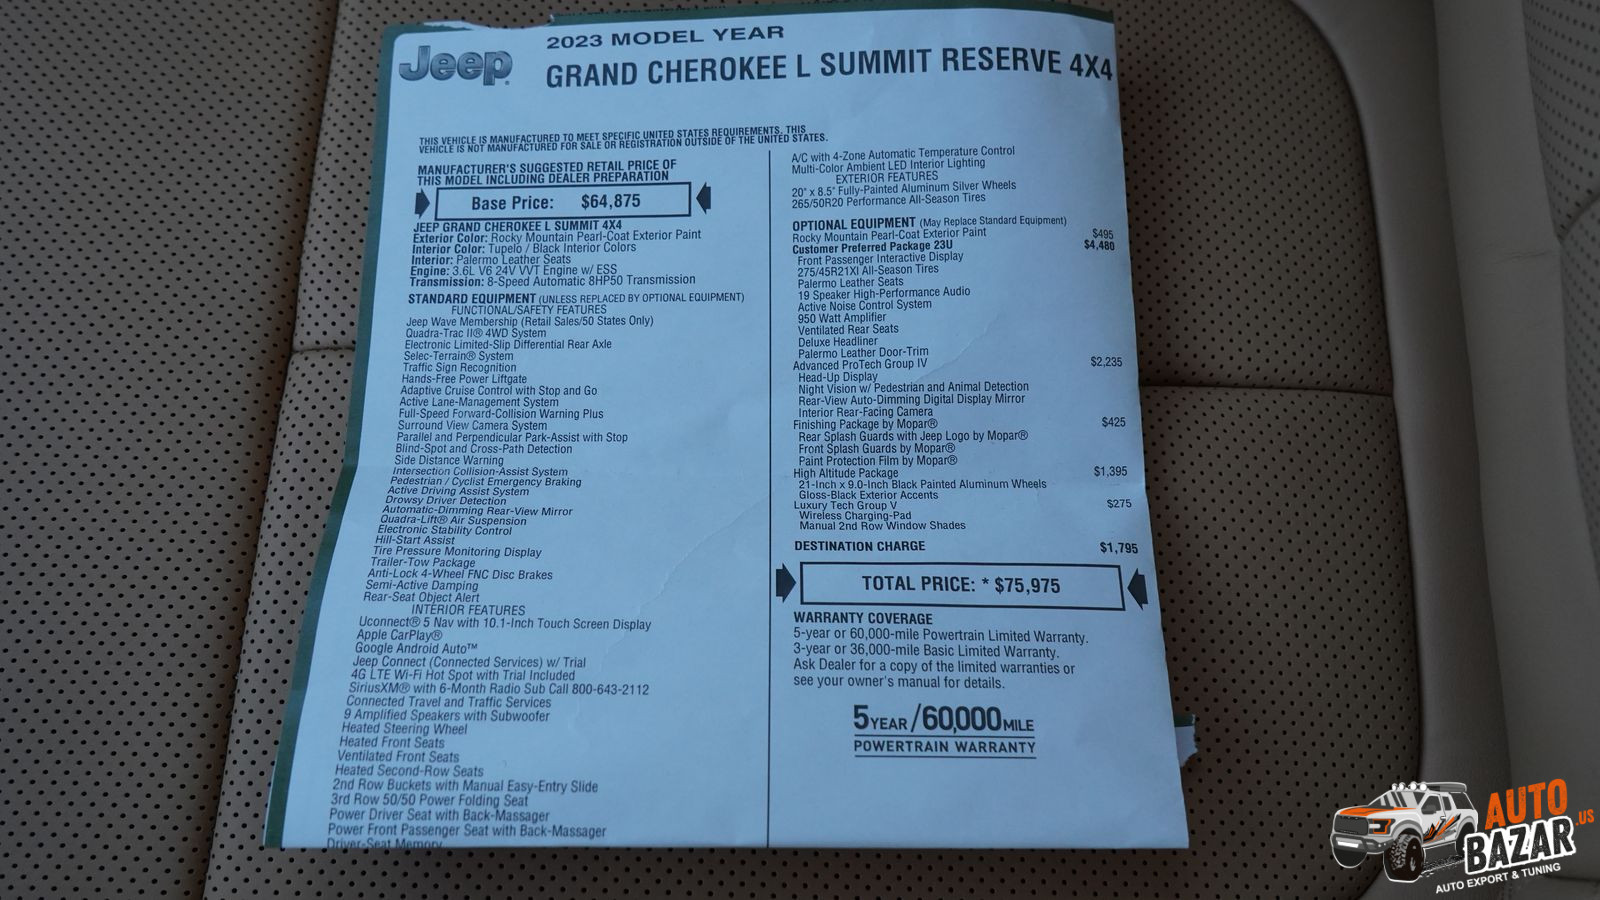 Jeep
2023 MODEL YEAR
GRAND CHEROKEE L SUMMIT RESERVE 4X4
THIS VEHICLE IS MANUFACTURED TO MEET SPECIFIC UNITED STATES REQUIREMENTS. THIS
VEHICLE IS NOT MANUFACTURED FOR SALE OR REGISTRATION OUTSIDE OF THE UNITED STATES.
MANUFACTURER'S SUGGESTED RETAIL PRICE OF
THIS MODEL INCLUDING DEALER PREPARATION
Base Price: $64,875
JEEP GRAND CHEROKEE L SUMMIT 4X4
Exterior Color: Rocky Mountain Pearl-Coat Exterior Paint
Interior Color: Tupelo / Black Interior Colors
Interior: Palermo Leather Seats
Engine: 3.6L V6 24V VVT Engine w/ ESS
Transmission: 8-Speed Automatic 8HP50 Transmission
STANDARD EQUIPMENT (UNLESS REPLACED BY OPTIONAL EQUIPMENT)
FUNCTIONAL/SAFETY FEATURES
Jeep Wave Membership (Retail Sales/50 States Only)
Quadra-Trac II® 4WD System
Electronic Limited-Slip Differential Rear Axle
Selec-Terrain® System
Traffic Sign Recognition
Hands-Free Power Liftgate
Adaptive Cruise Control with Stop and Go
Active Lane-Management System
Full-Speed Forward-Collision Warning Plus
Surround View Camera System
Parallel and Perpendicular Park-Assist with Stop
Blind-Spot and Cross-Path Detection
Side Distance Warning
Intersection Collision-Assist System
Pedestrian / Cyclist Emergency Braking
Active Driving Assist System
Drowsy Driver Detection
Automatic-Dimming Rear-View Mirror
Quadra-Lift® Air Suspension
Electronic Stability Control
Hill-Start Assist
Tire Pressure Monitoring Display
Trailer-Tow Package
Anti-Lock 4-Wheel FNC Disc Brakes
Semi-Active Damping
Rear-Seat Object Alert
INTERIOR FEATURES
Uconnect® 5 Nav with 10.1-Inch Touch Screen Display
Apple CarPlay®
Google Android Auto™
Jeep Connect (Connected Services) w/ Trial
4G LTE Wi-Fi Hot Spot with Trial Included
SiriusXM® with 6-Month Radio Sub Call 800-643-2112
Connected Travel and Traffic Services
9 Amplified Speakers with Subwoofer
Heated Steering Wheel
Heated Front Seats
Ventilated Front Seats
Heated Second-Row Seats
2nd Row Buckets with Manual Easy-Entry Slide
3rd Row 50/50 Power Folding Seat
Power Driver Seat with Back-Massager
Power Front Passenger Seat with Back-Massager
Driver-Seat Memory
A/C with 4-Zone Automatic Temperature Control
Multi-Color Ambient LED Interior Lighting
EXTERIOR FEATURES
20" x 8.5" Fully-Painted Aluminum Silver Wheels
265/50R20 Performance All-Season Tires
OPTIONAL EQUIPMENT (May Replace Standard Equipment)
Rocky Mountain Pearl-Coat Exterior Paint $495
Customer Preferred Package 23U $4,480
Front Passenger Interactive Display
275/45R21Xl All-Season Tires
Palermo Leather Seats
19 Speaker High-Performance Audio
Active Noise Control System
950 Watt Amplifier
Ventilated Rear Seats
Deluxe Headliner
Palermo Leather Door-Trim
Advanced ProTech Group IV $2,235
Head-Up Display
Night Vision w/ Pedestrian and Animal Detection
Rear-View Auto-Dimming Digital Display Mirror
Interior Rear-Facing Camera
Finishing Package by Mopar® $425
Rear Splash Guards with Jeep Logo by Mopar®
Front Splash Guards by Mopar®
Paint Protection Film by Mopar®
High Altitude Package $1,395
21-Inch x 9.0-Inch Black Painted Aluminum Wheels
Gloss-Black Exterior Accents
Luxury Tech Group V $275
Wireless Charging-Pad
Manual 2nd Row Window Shades
DESTINATION CHARGE $1,795
TOTAL PRICE: * $75,975
WARRANTY COVERAGE
5-year or 60,000-mile Powertrain Limited Warranty.
3-year or 36,000-mile Basic Limited Warranty.
Ask Dealer for a copy of the limited warranties or
see your owner's manual for details.
5 YEAR / 60,000 MILE
POWERTRAIN WARRANTY
AUTO
BAZAR.US
AUTO EXPORT & TUNING